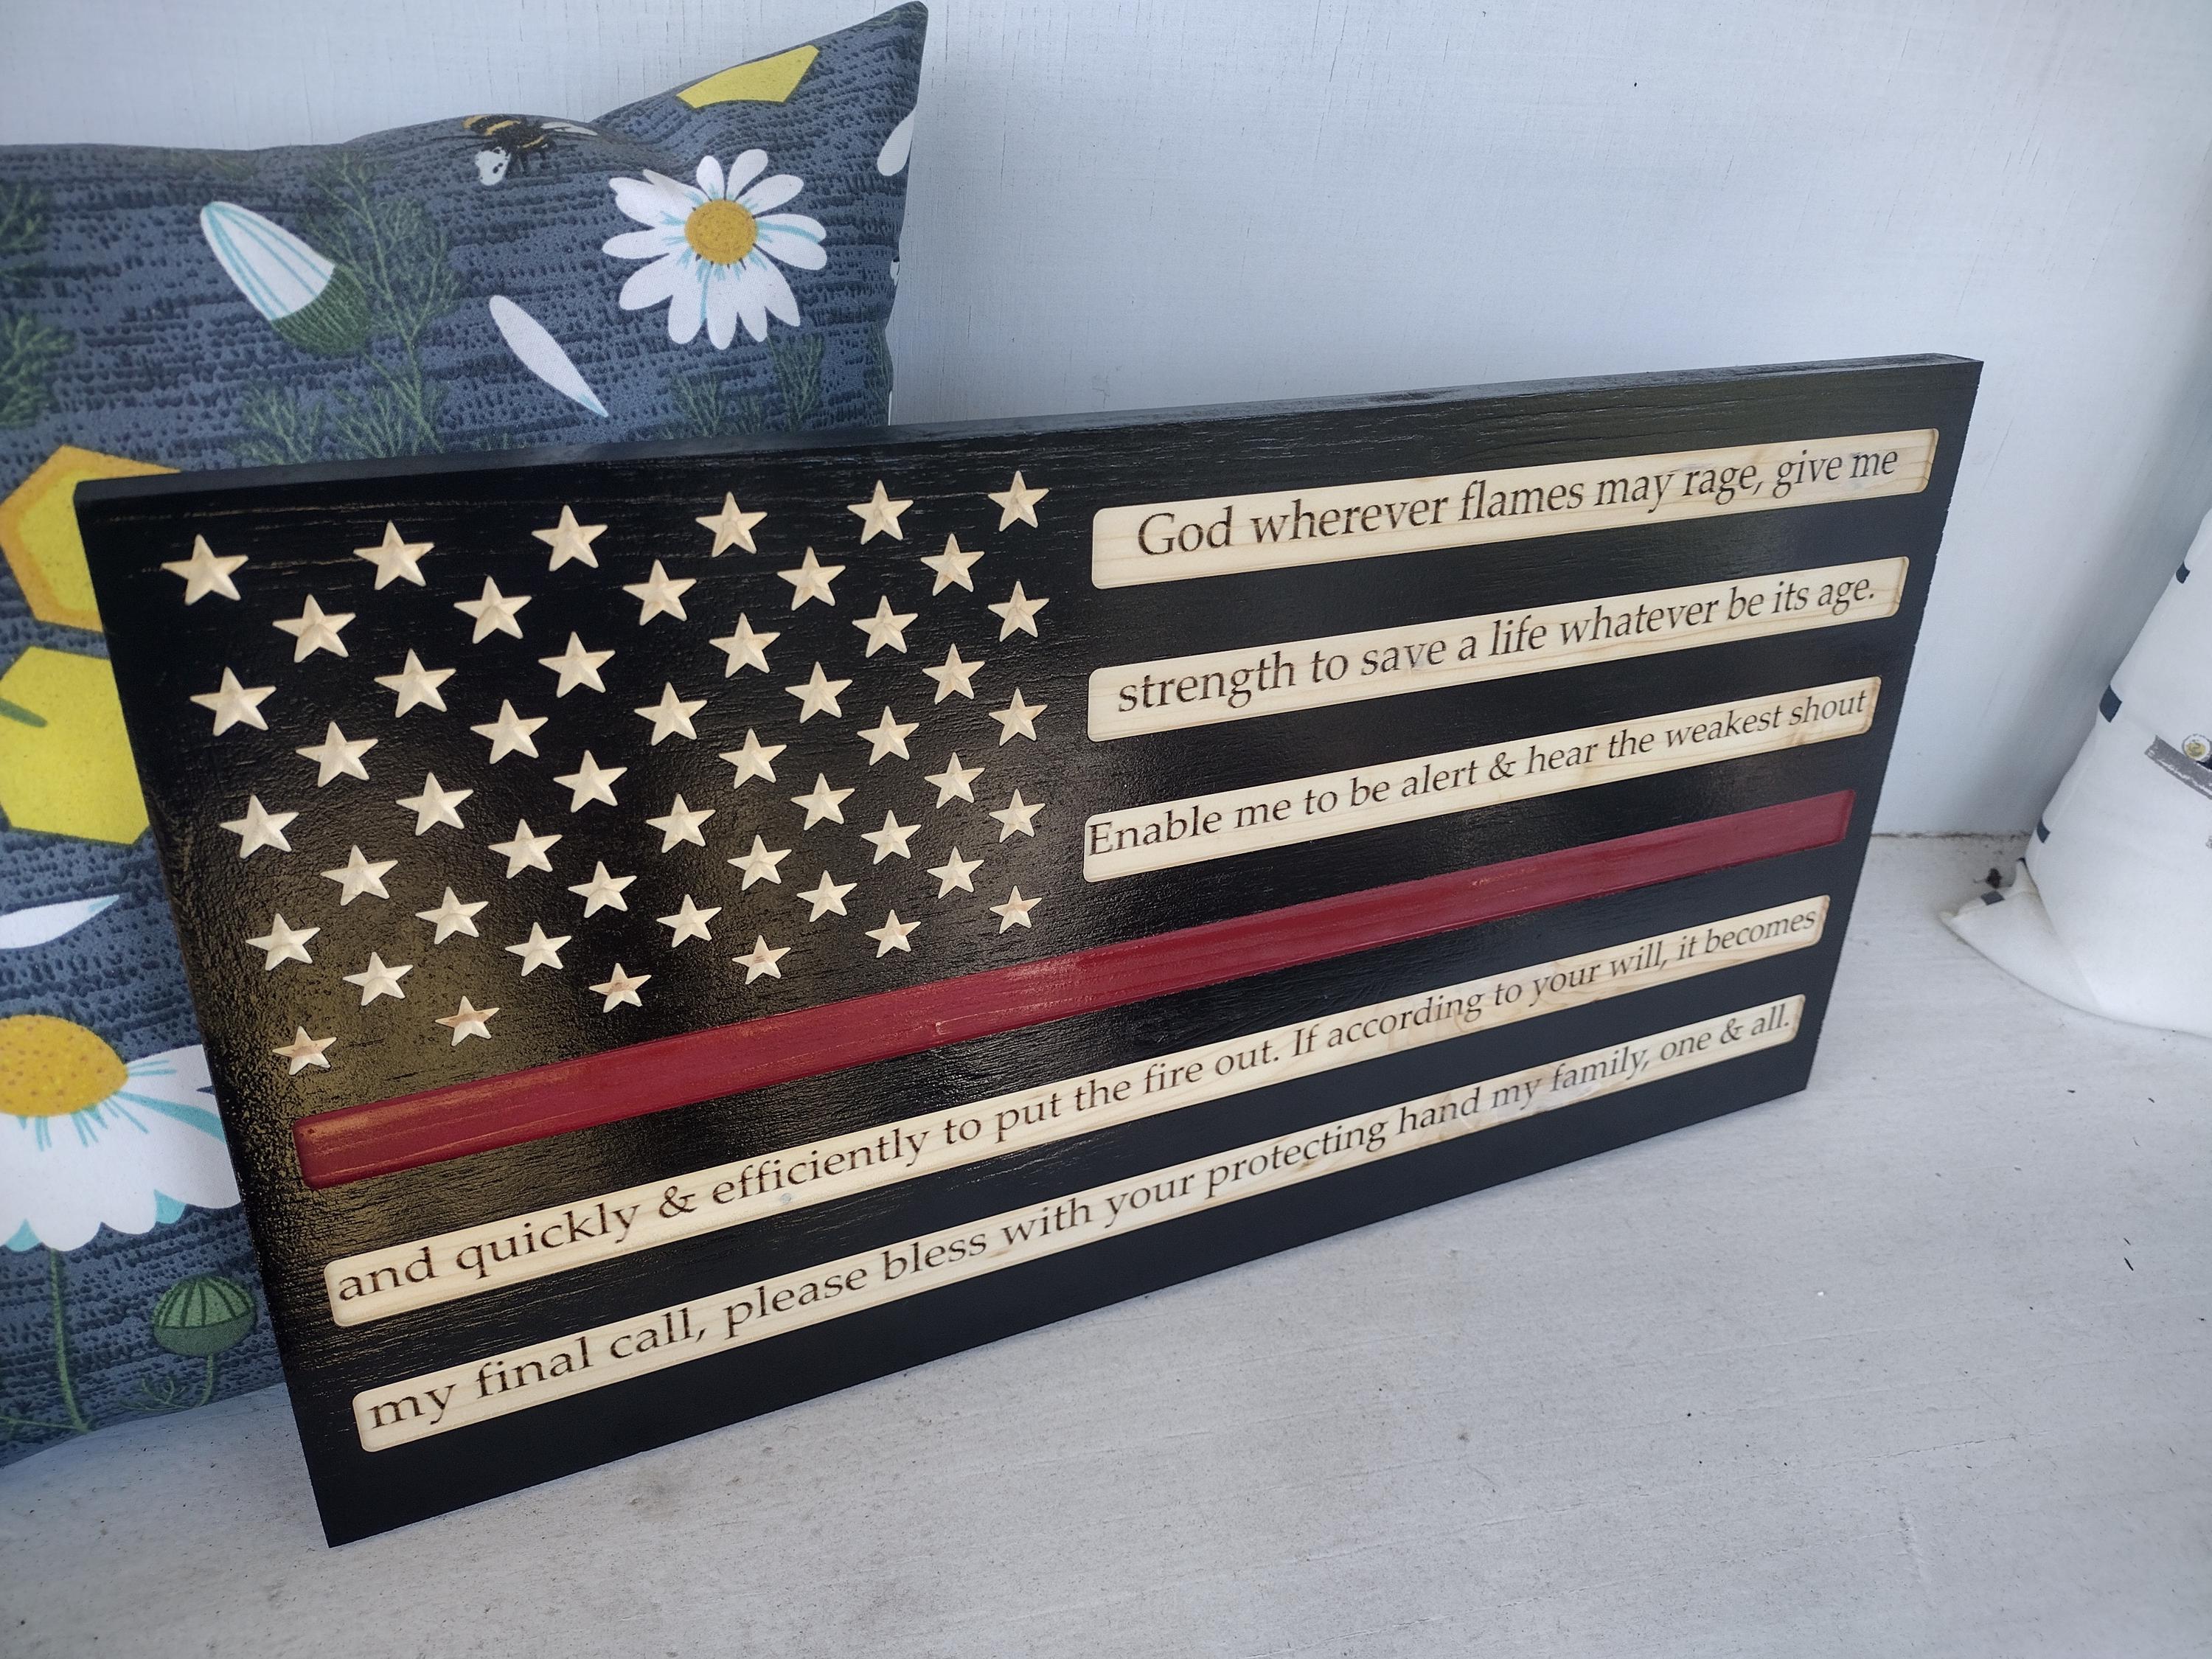 God wherever flames may rage, give me
strength to save a life whatever be its age.
Enable me to be alert & hear the weakest shout
and quickly & efficiently to put the fire out. If according to your will, it becomes
my final call, please bless with your protecting hand my family, one & all.